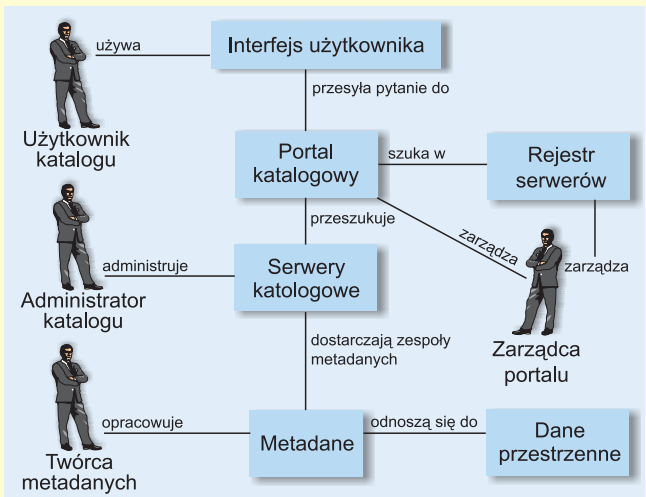 używa
Interfejs użytkownika
przesyła pytanie do
Użytkownik
katalogu
Portal
katalogowy
szuka w
Rejestr
serwerów
przeszukuje
zarządza
zarządza
administruje
Serwery
katologowe
Administrator
katalogu
dostarczają zespoły
metadanych
Zarządca
portalu
opracowuje
Metadane
odnoszą się do
Dane
przestrzenne
Twórca
metadanych